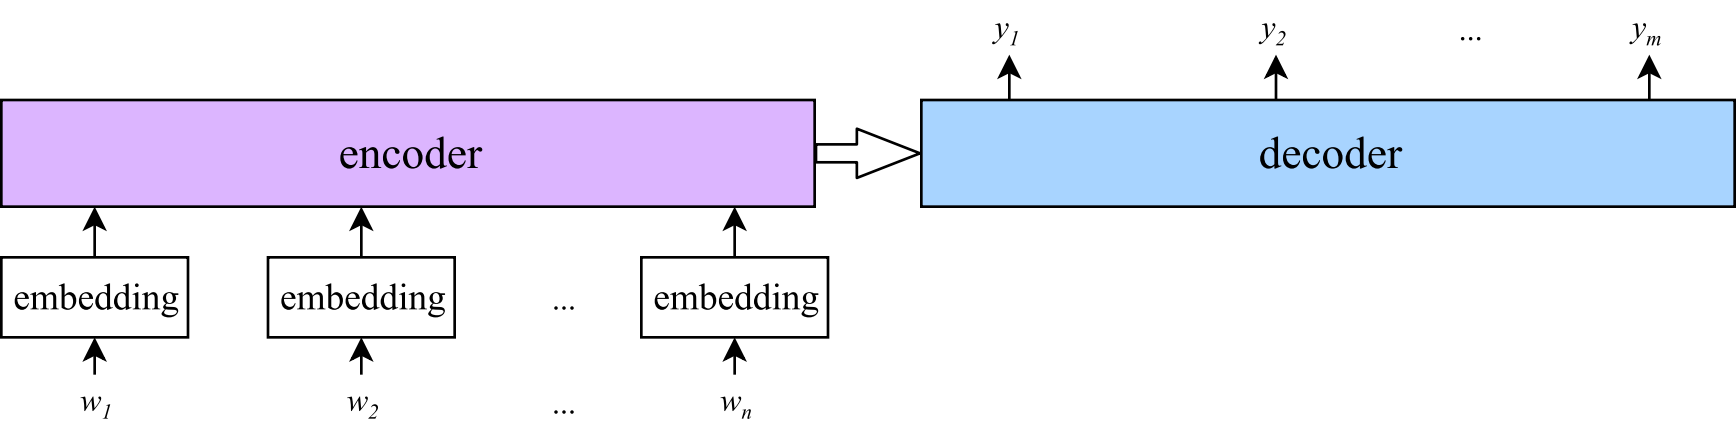 y1 y2 ... ym
encoder decoder
embedding embedding ... embedding
w1 w2 ... wn